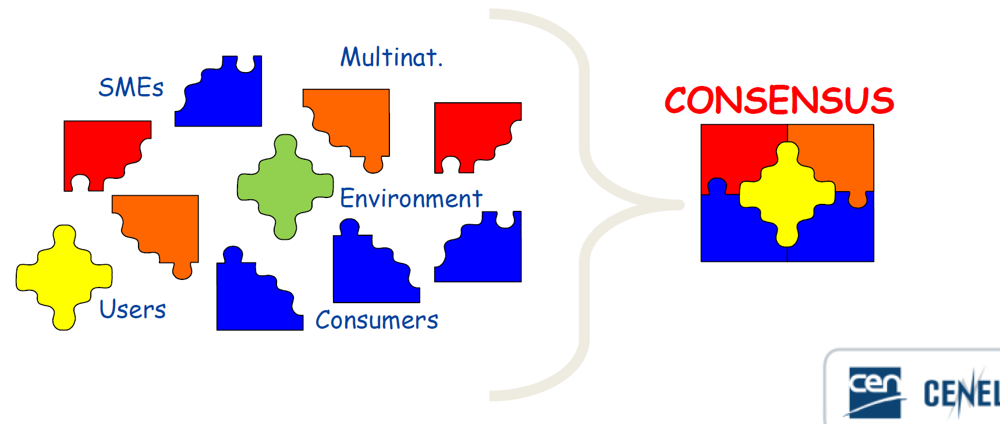 Multinat.
SMEs
CONSENSUS
Environment
Users
Consumers
cen
CENEL